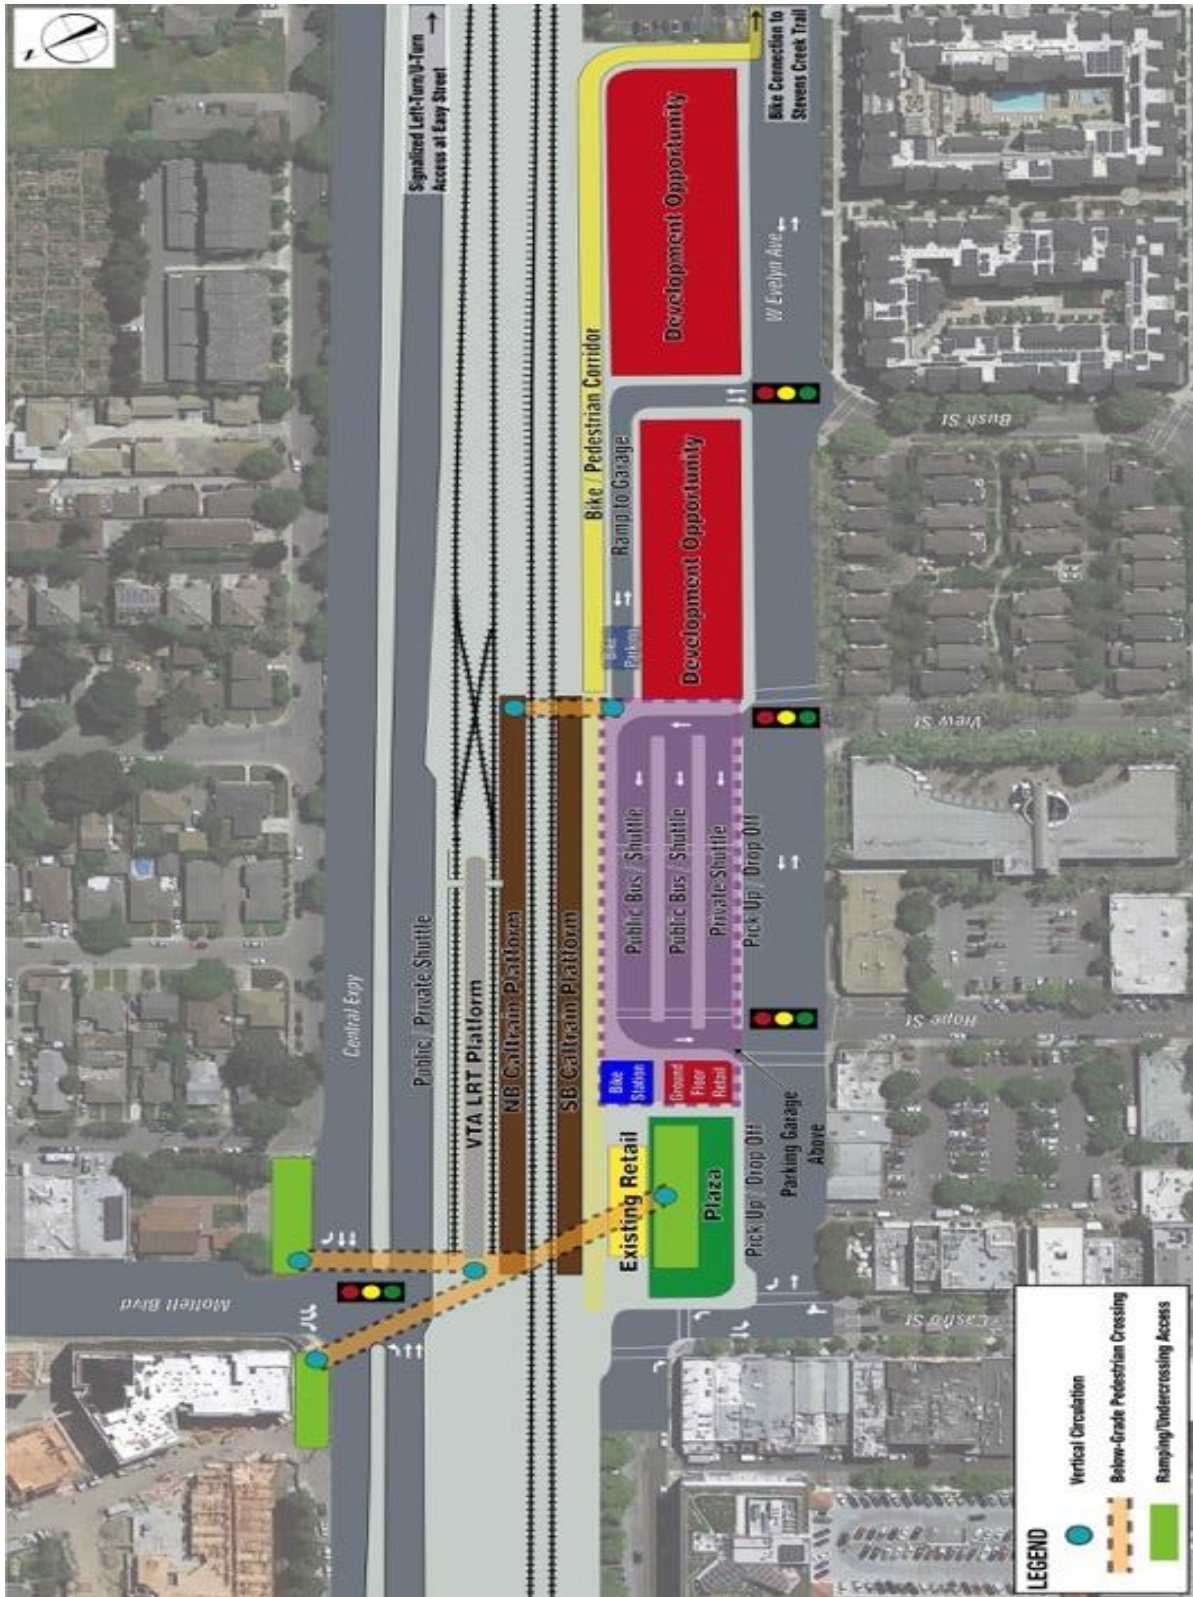 N
Signalized Left-Turn/U-Turn
Access at Easy Street
Bike Connection to
Stevens Creek Trail
Development Opportunity
W Evelyn Ave
Bike / Pedestrian Corridor
Ramp to Garage
Development Opportunity
Bush St
Bike
Parking
View St
Central Expy
Public / Private Shuttle
VTA LRT Platform
NB Caltrain Platform
SB Caltrain Platform
Public Bus / Shuttle
Public Bus / Shuttle
Private Shuttle
Pick Up / Drop Off
Hope St
Bike
Station
Ground
Floor
Retail
Existing Retail
Plaza
Pick Up / Drop Off
Parking Garage
Above
Moffett Blvd
Castro St
LEGEND
Vertical Circulation
Below-Grade Pedestrian Crossing
Ramping/Undercrossing Access